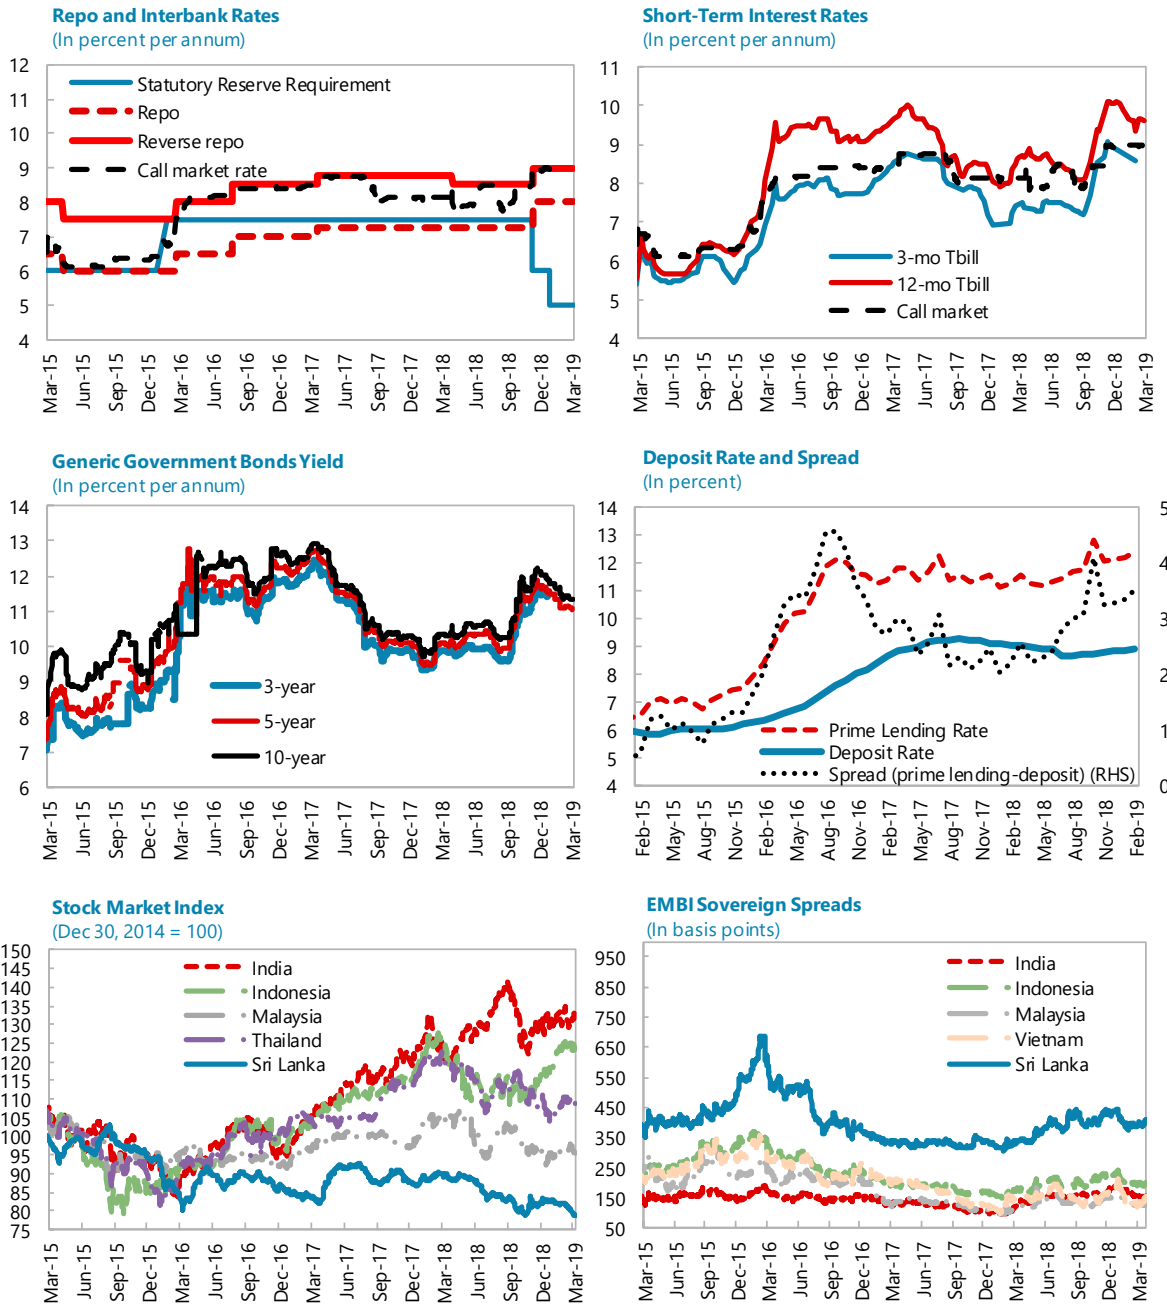 Repo and Interbank Rates
(In percent per annum)
12
11
10
9
8
7
6
5
4
Statutory Reserve Requirement
Repo
Reverse repo
Call market rate
Mar-15
Jun-15
Sep-15
Dec-15
Mar-16
Jun-16
Sep-16
Dec-16
Mar-17
Jun-17
Sep-17
Dec-17
Mar-18
Jun-18
Sep-18
Dec-18
Mar-19
Short-Term Interest Rates
(In percent per annum)
11
10
9
8
7
6
5
4
3-mo Tbill
12-mo Tbill
Call market
Mar-15
Jun-15
Sep-15
Dec-15
Mar-16
Jun-16
Sep-16
Dec-16
Mar-17
Jun-17
Sep-17
Dec-17
Mar-18
Jun-18
Sep-18
Dec-18
Mar-19
Generic Government Bonds Yield
(In percent per annum)
14
13
12
11
10
9
8
7
6
3-year
5-year
10-year
Mar-15
Jun-15
Sep-15
Dec-15
Mar-16
Jun-16
Sep-16
Dec-16
Mar-17
Jun-17
Sep-17
Dec-17
Mar-18
Jun-18
Sep-18
Dec-18
Mar-19
Deposit Rate and Spread
(In percent)
14
13
12
11
10
9
8
7
6
5
4
5
4
3
2
1
0
Prime Lending Rate
Deposit Rate
Spread (prime lending-deposit) (RHS)
Feb-15
May-15
Aug-15
Nov-15
Feb-16
May-16
Aug-16
Nov-16
Feb-17
May-17
Aug-17
Nov-17
Feb-18
May-18
Aug-18
Nov-18
Feb-19
Stock Market Index
(Dec 30, 2014 = 100)
150
145
140
135
130
125
120
115
110
105
100
95
90
85
80
75
India
Indonesia
Malaysia
Thailand
Sri Lanka
Mar-15
Jun-15
Sep-15
Dec-15
Mar-16
Jun-16
Sep-16
Dec-16
Mar-17
Jun-17
Sep-17
Dec-17
Mar-18
Jun-18
Sep-18
Dec-18
Mar-19
EMBI Sovereign Spreads
(In basis points)
950
850
750
650
550
450
350
250
150
50
India
Indonesia
Malaysia
Vietnam
Sri Lanka
Mar-15
Jun-15
Sep-15
Dec-15
Mar-16
Jun-16
Sep-16
Dec-16
Mar-17
Jun-17
Sep-17
Dec-17
Mar-18
Jun-18
Sep-18
Dec-18
Mar-19